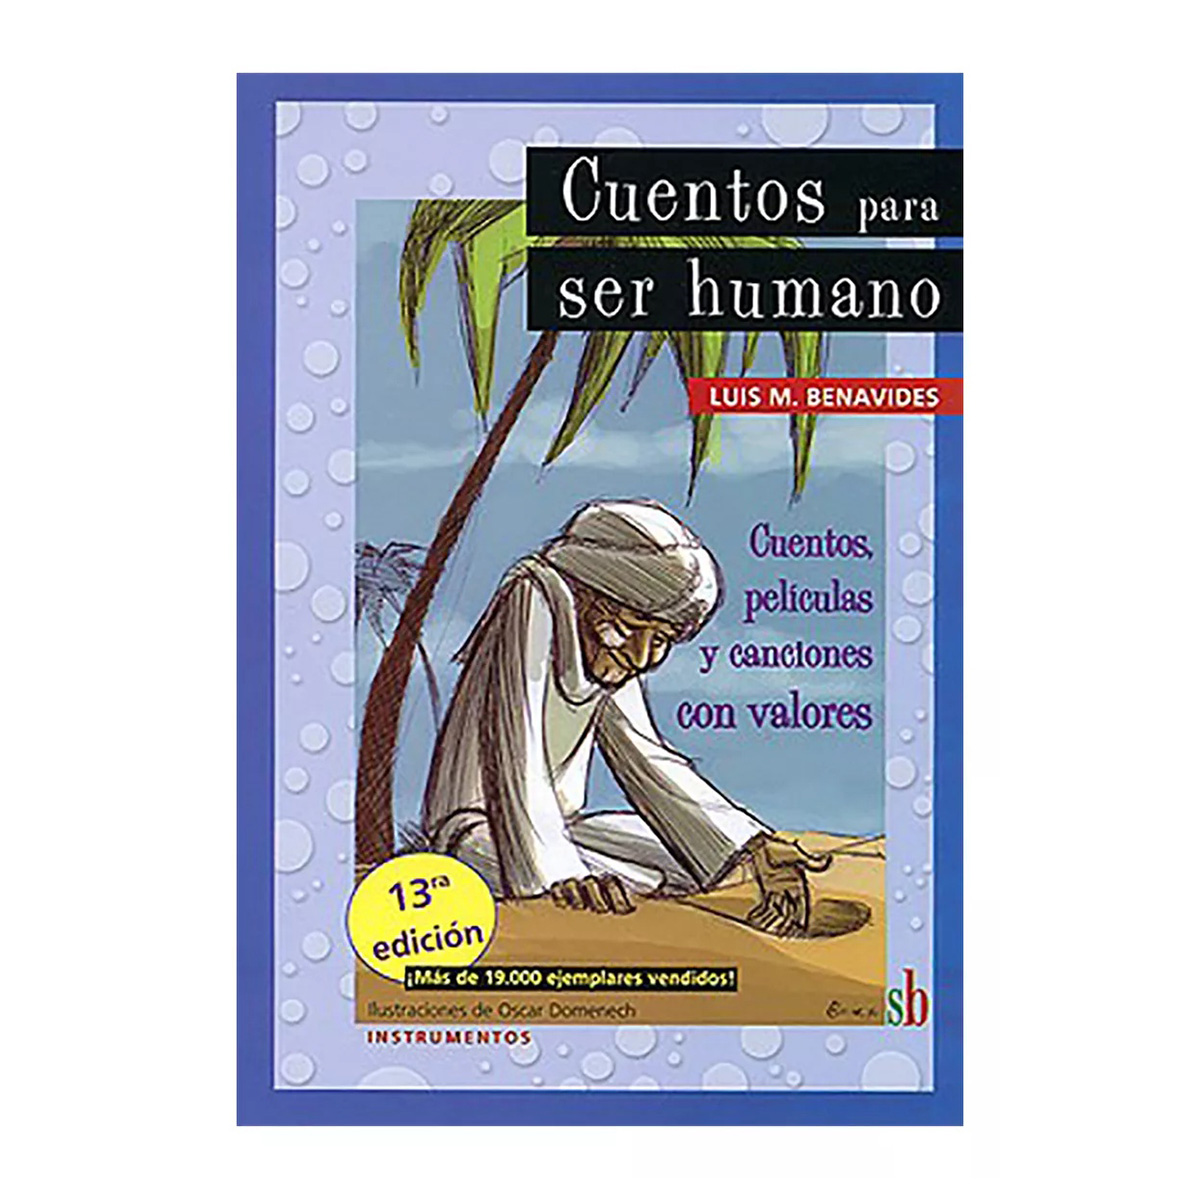 Cuentos para
ser humano
LUIS M. BENAVIDES
Cuentos,
películas
y canciones
con valores
13ra
edición
¡Más de 19.000 ejemplares vendidos!
Ilustraciones de Oscar Domenech
sb
INSTRUMENTOS